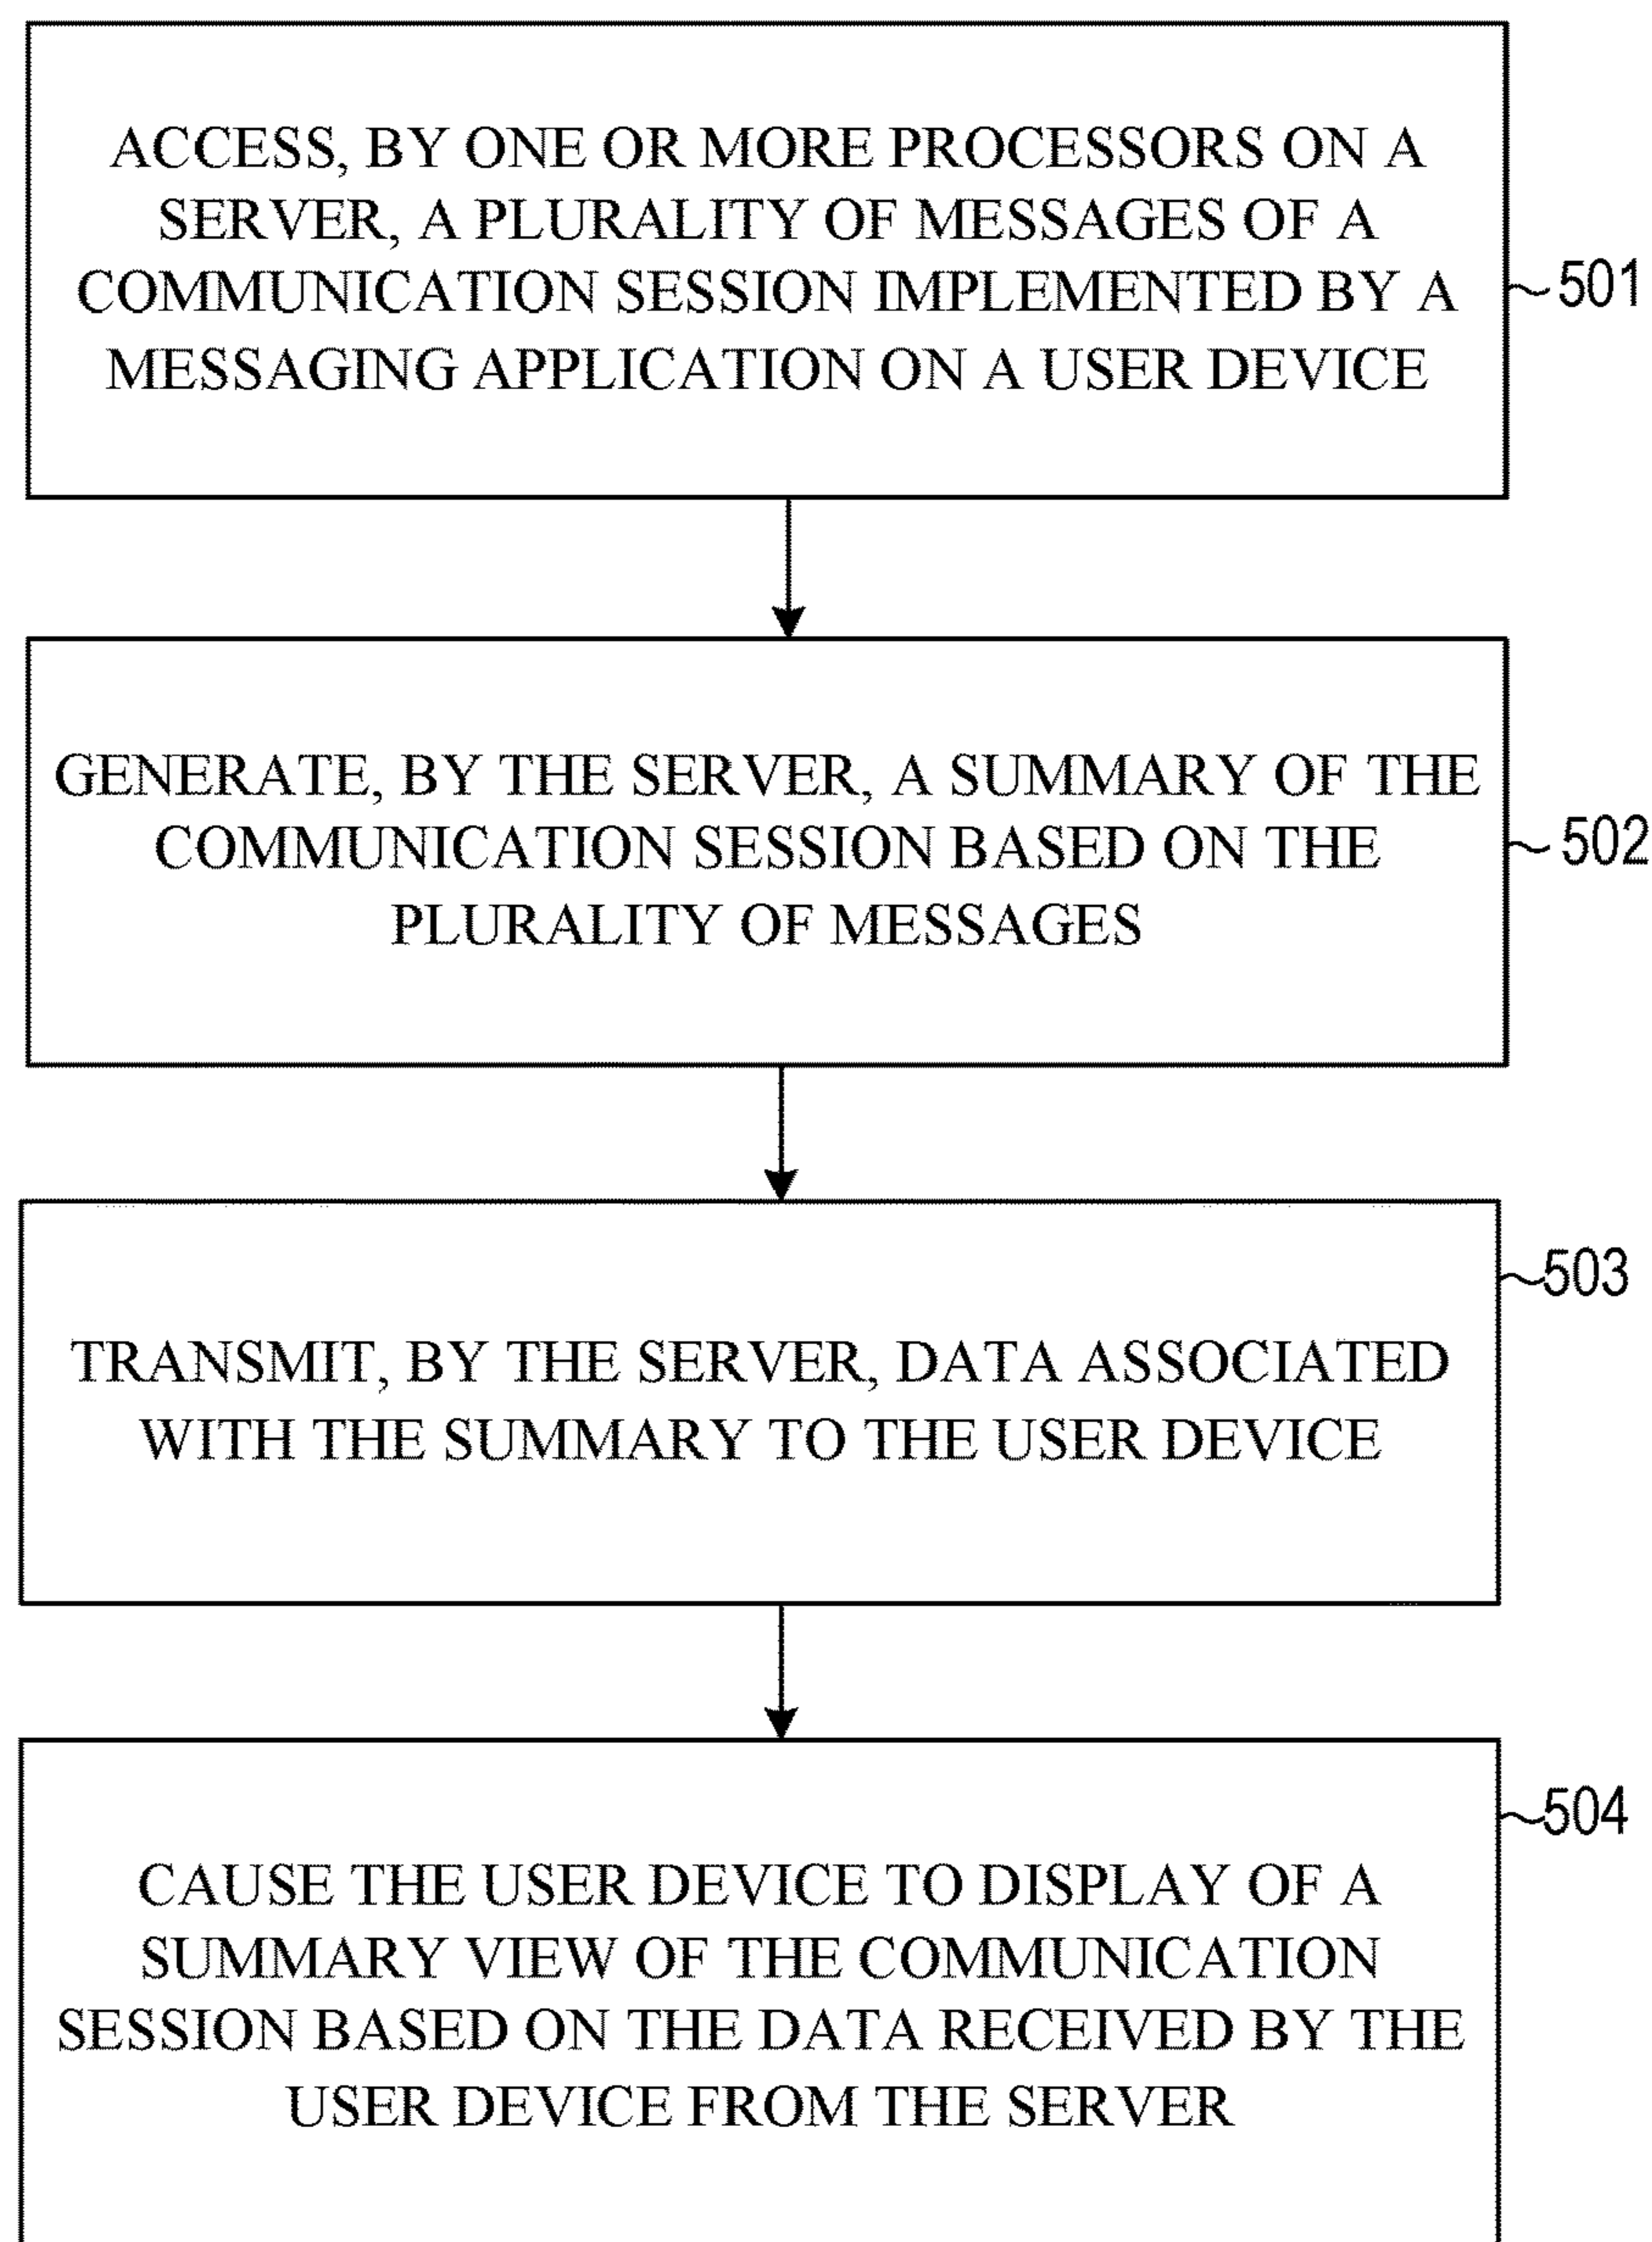 ACCESS, BY ONE OR MORE PROCESSORS ON A
SERVER, A PLURALITY OF MESSAGES OF A
COMMUNICATION SESSION IMPLEMENTED BY A
MESSAGING APPLICATION ON A USER DEVICE
501
GENERATE, BY THE SERVER, A SUMMARY OF THE
COMMUNICATION SESSION BASED ON THE
PLURALITY OF MESSAGES
502
TRANSMIT, BY THE SERVER, DATA ASSOCIATED
WITH THE SUMMARY TO THE USER DEVICE
503
CAUSE THE USER DEVICE TO DISPLAY OF A
SUMMARY VIEW OF THE COMMUNICATION
SESSION BASED ON THE DATA RECEIVED BY THE
USER DEVICE FROM THE SERVER
504